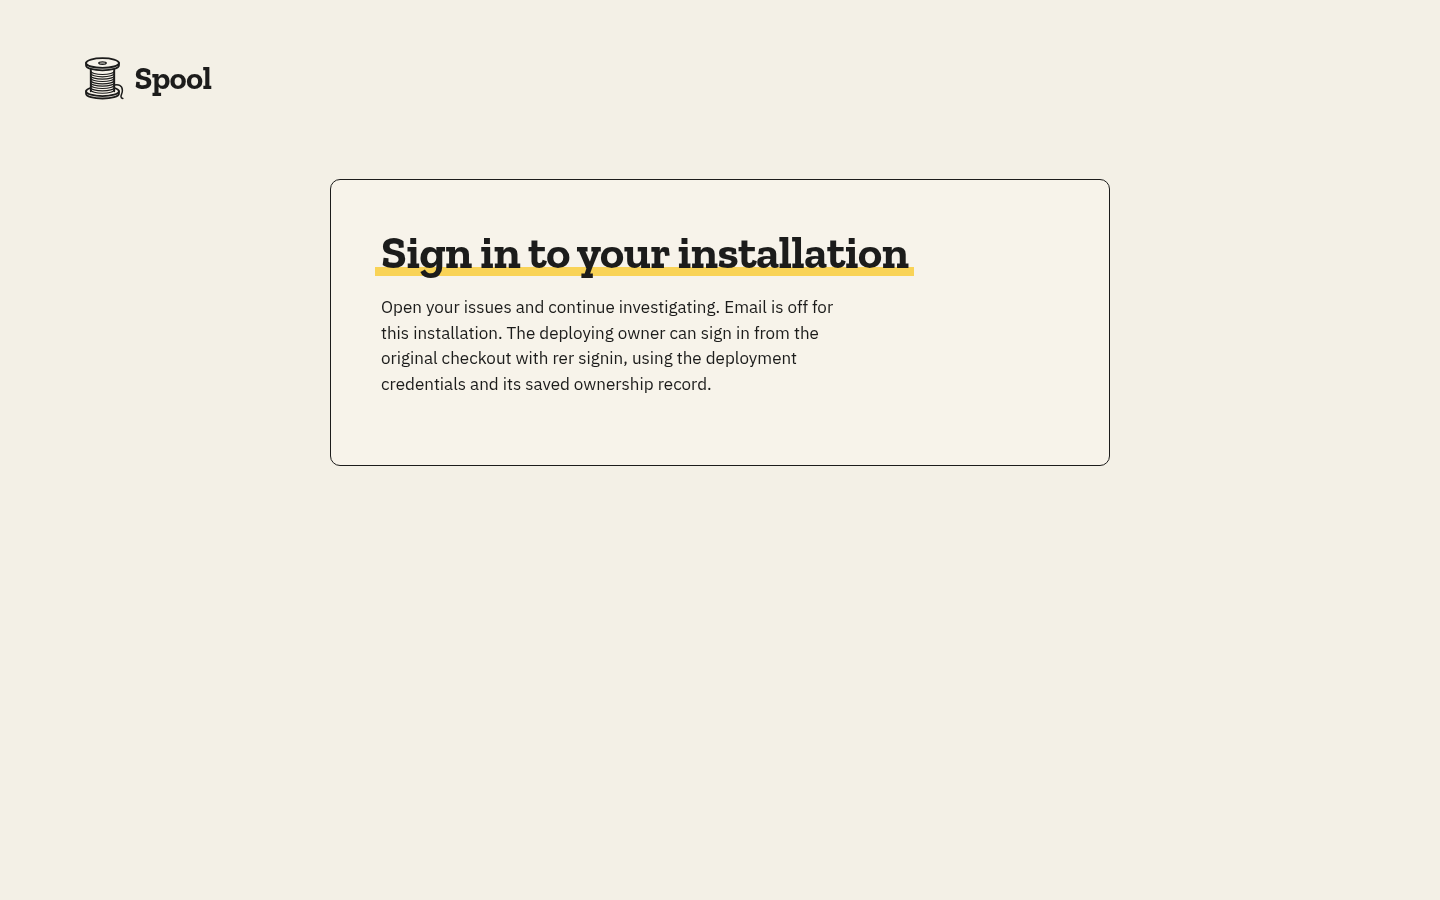 Spool
Sign in to your installation
Open your issues and continue investigating. Email is off for
this installation. The deploying owner can sign in from the
original checkout with rer signin, using the deployment
credentials and its saved ownership record.